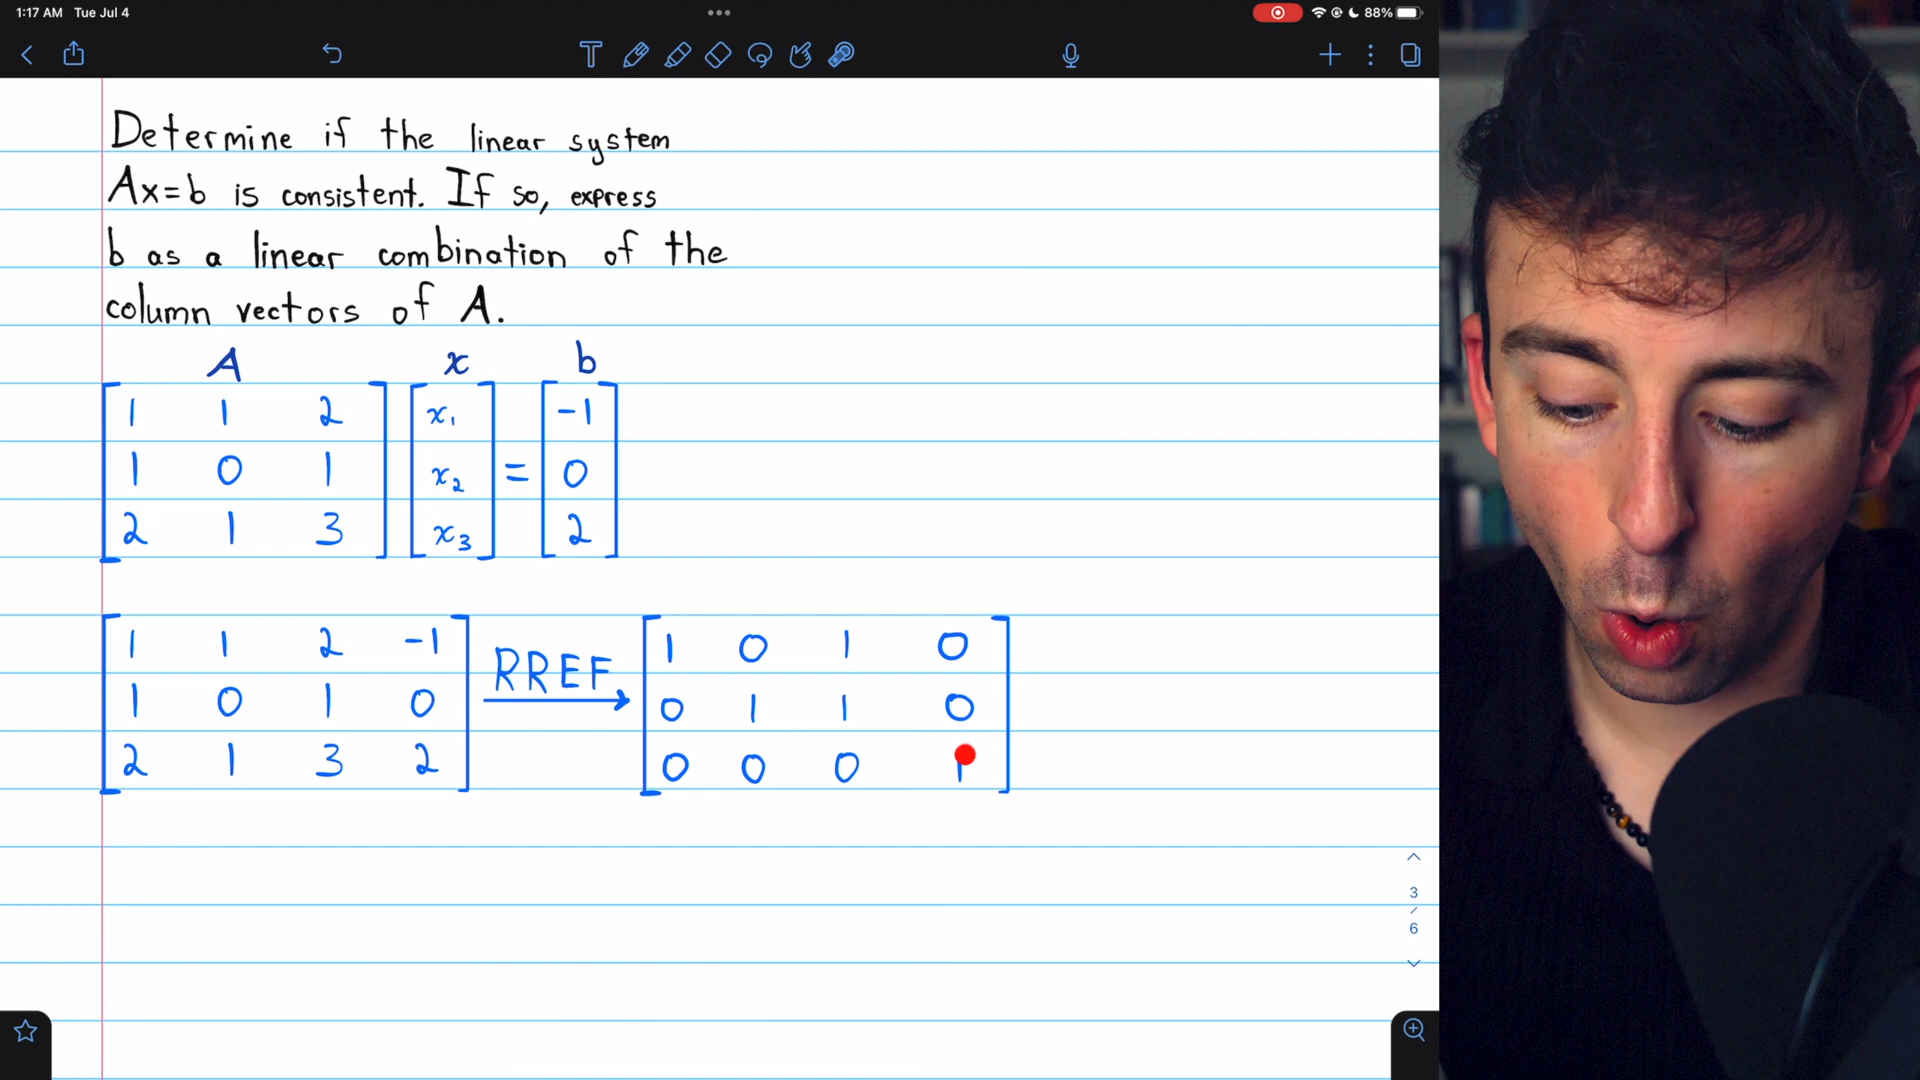 1:17 AM Tue Jul 4
88%
Determine if the linear system
Ax=b is consistent. If so, express
b as a linear combination of the
column vectors of A.
A x b
1 1 2 x₁ -1
1 0 1 x₂ = 0
2 1 3 x₃ 2
1 1 2 -1 RREF 1 0 1 0
1 0 1 0 0 1 1 0
2 1 3 2 0 0 0 1
3
/
6